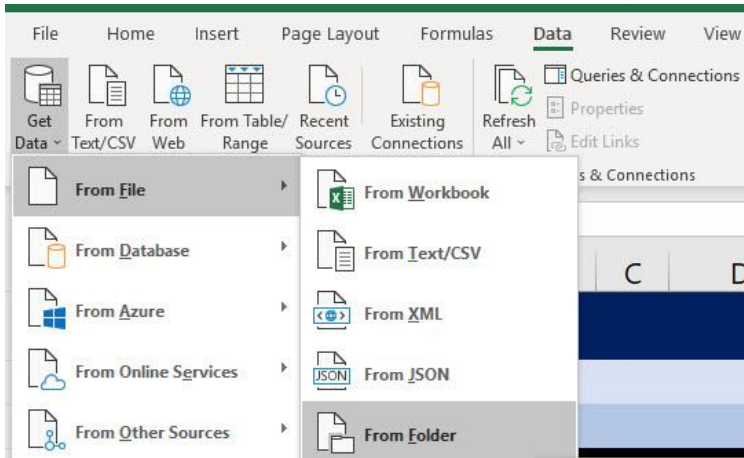 File Home Insert Page Layout Formulas Data Review View
Get Data From Text/CSV From Web From Table/ Range Recent Sources Existing Connections Refresh All Queries & Connections
Properties
Edit Links
s & Connections
From File
From Database
From Azure
From Online Services
From Other Sources
From Workbook
From Text/CSV
From XML
JSON From JSON
From Folder
C D